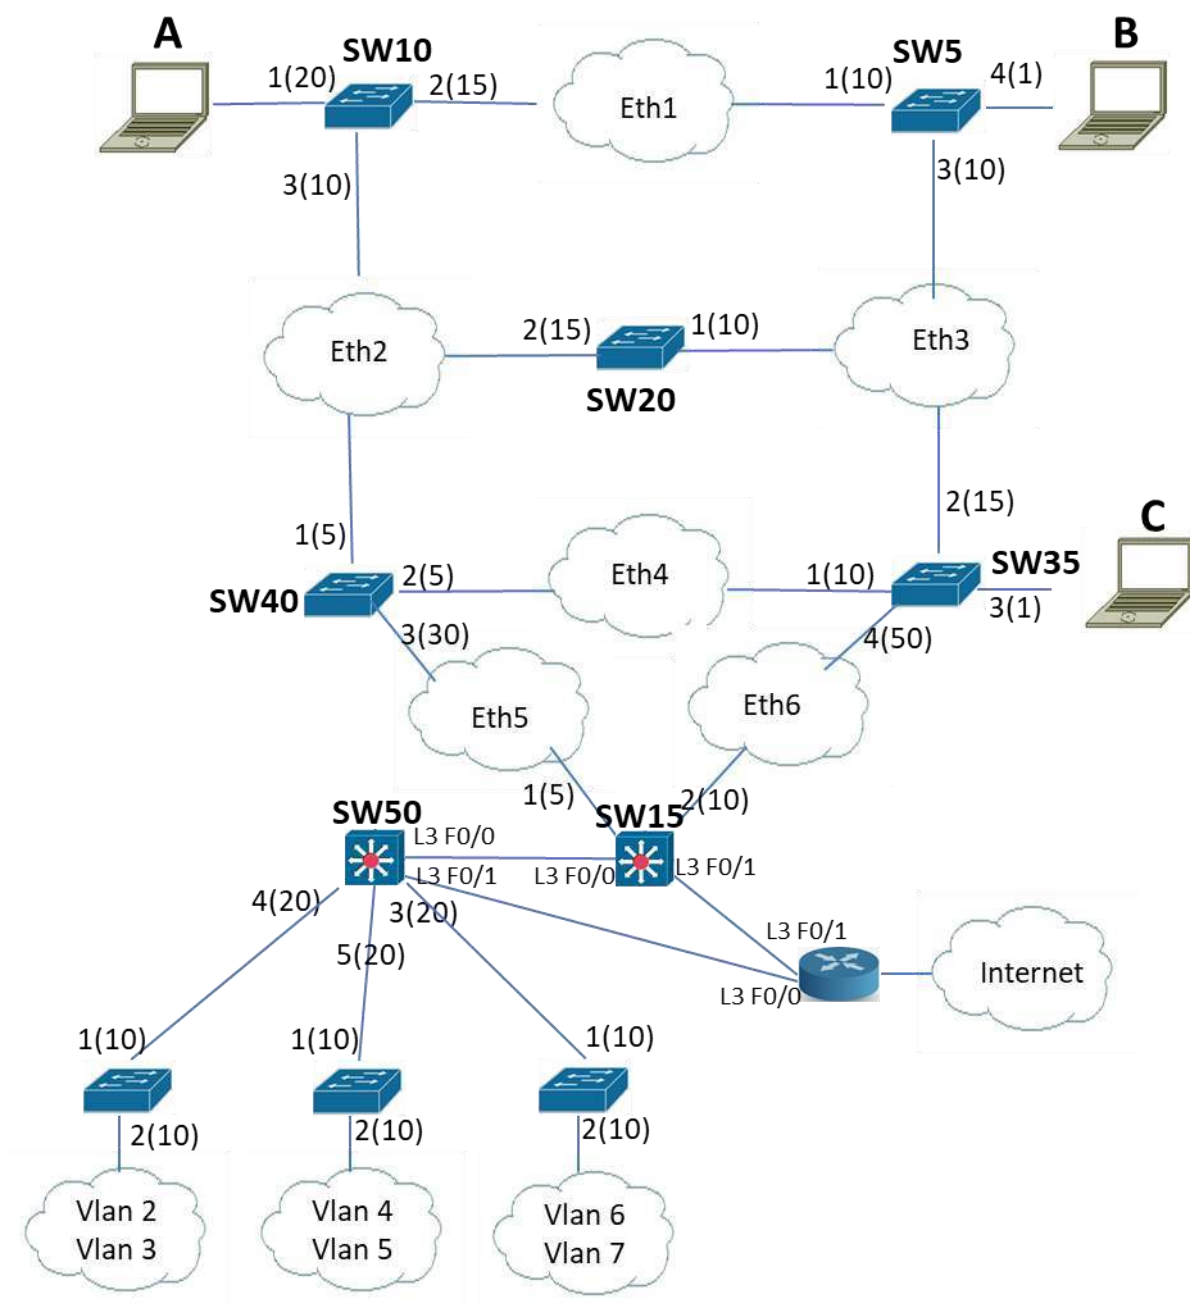 A
SW10
1(20)
2(15)
Eth1
1(10)
SW5
4(1)
B
3(10)
3(10)
Eth2
2(15)
SW20
1(10)
Eth3
1(5)
SW40
2(5)
3(30)
Eth4
1(10)
2(15)
SW35
3(1)
4(50)
C
Eth5
Eth6
1(5)
2(10)
SW50
SW15
L3 F0/0
L3 F0/1
L3 F0/0
L3 F0/1
4(20)
5(20)
3(20)
L3 F0/1
L3 F0/0
Internet
1(10)
1(10)
1(10)
2(10)
2(10)
2(10)
Vlan 2
Vlan 3
Vlan 4
Vlan 5
Vlan 6
Vlan 7